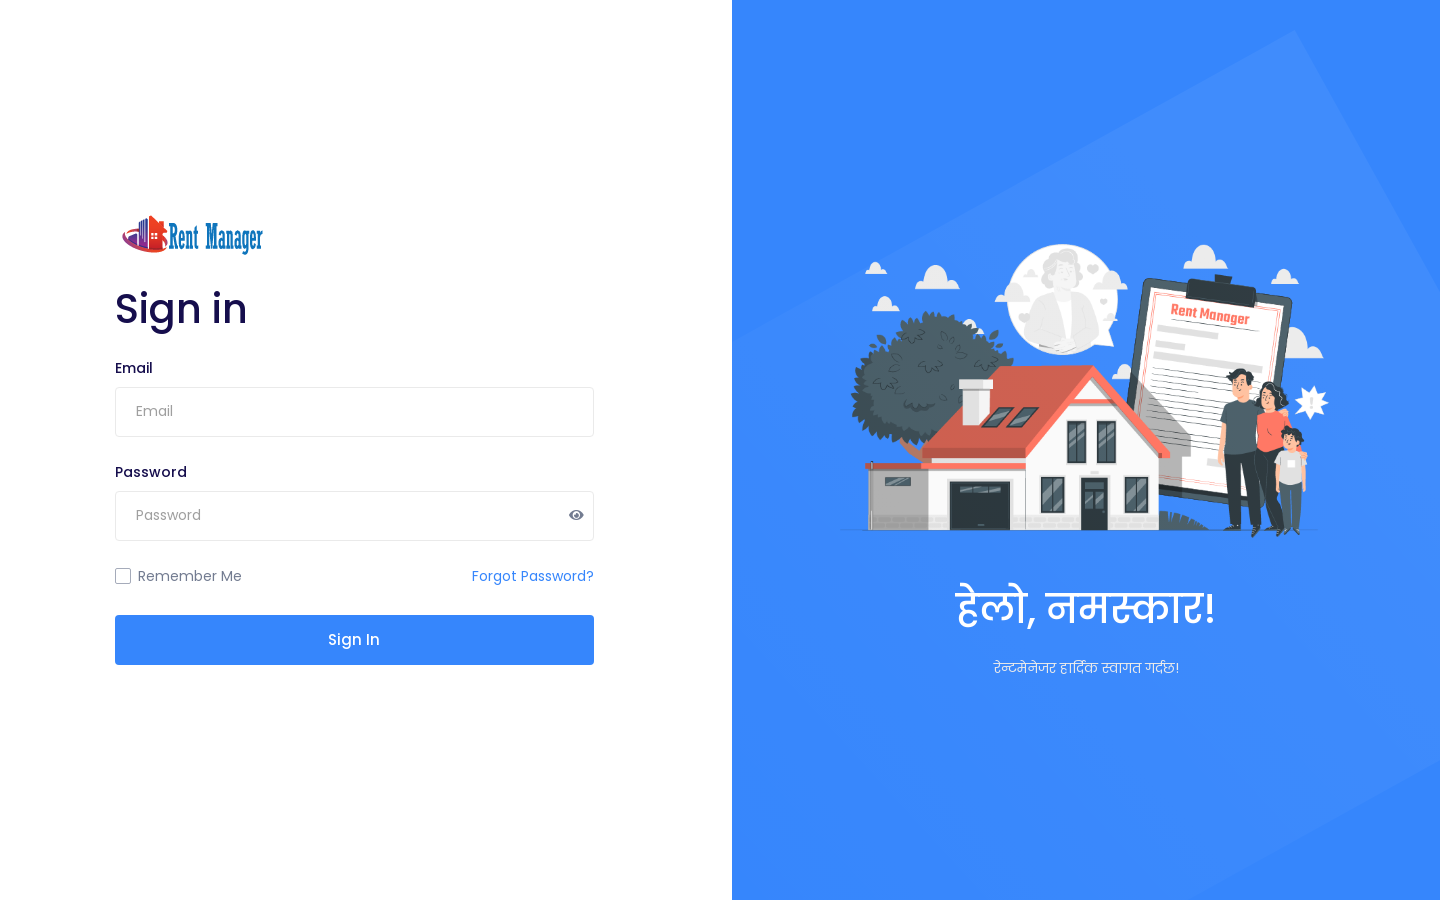 Rent Manager
Sign in
Email
Email
Password
Password
Remember Me
Forgot Password?
Sign In
Rent Manager
हेलो, नमस्कार!
रेन्टमेनेजर हार्दिक स्वागत गर्दछ!